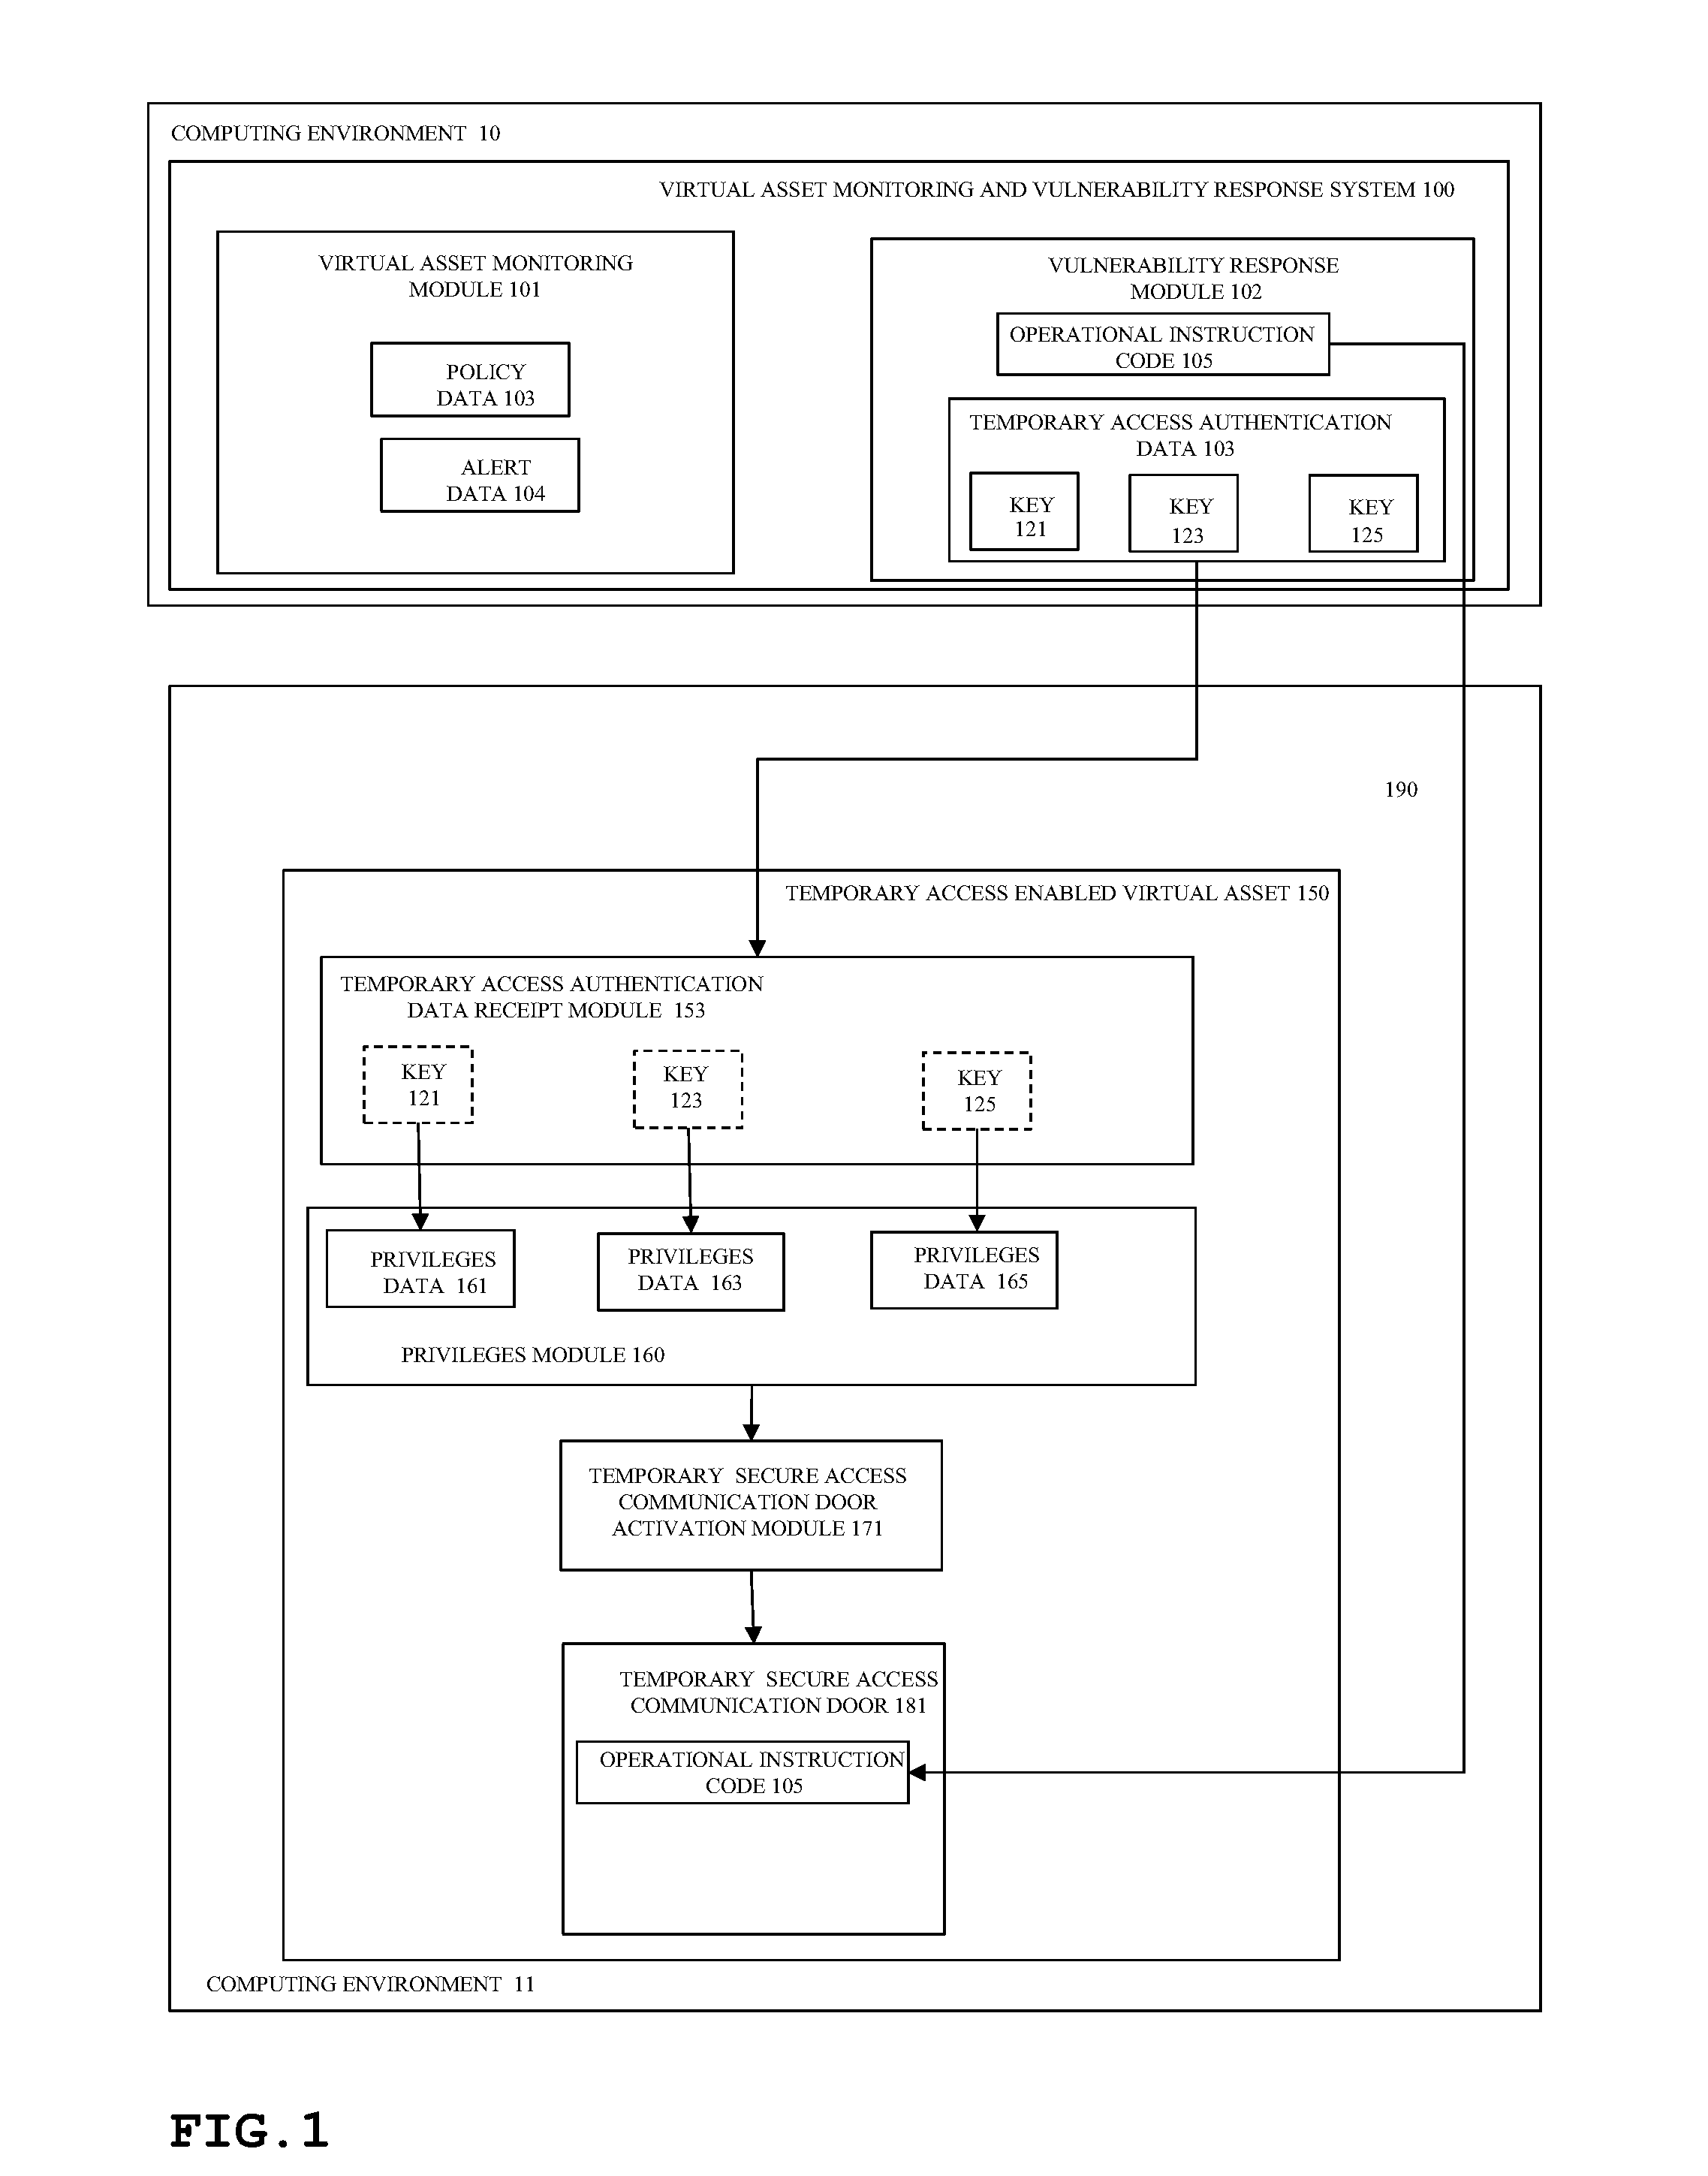 COMPUTING ENVIRONMENT 10
VIRTUAL ASSET MONITORING AND VULNERABILITY RESPONSE SYSTEM 100
VIRTUAL ASSET MONITORING
MODULE 101
POLICY
DATA 103
ALERT
DATA 104
VULNERABILITY RESPONSE
MODULE 102
OPERATIONAL INSTRUCTION
CODE 105
TEMPORARY ACCESS AUTHENTICATION
DATA 103
KEY
121
KEY
123
KEY
125
190
TEMPORARY ACCESS ENABLED VIRTUAL ASSET 150
TEMPORARY ACCESS AUTHENTICATION
DATA RECEIPT MODULE 153
KEY
121
KEY
123
KEY
125
PRIVILEGES
DATA 161
PRIVILEGES
DATA 163
PRIVILEGES
DATA 165
PRIVILEGES MODULE 160
TEMPORARY SECURE ACCESS
COMMUNICATION DOOR
ACTIVATION MODULE 171
TEMPORARY SECURE ACCESS
COMMUNICATION DOOR 181
OPERATIONAL INSTRUCTION
CODE 105
COMPUTING ENVIRONMENT 11
FIG.1